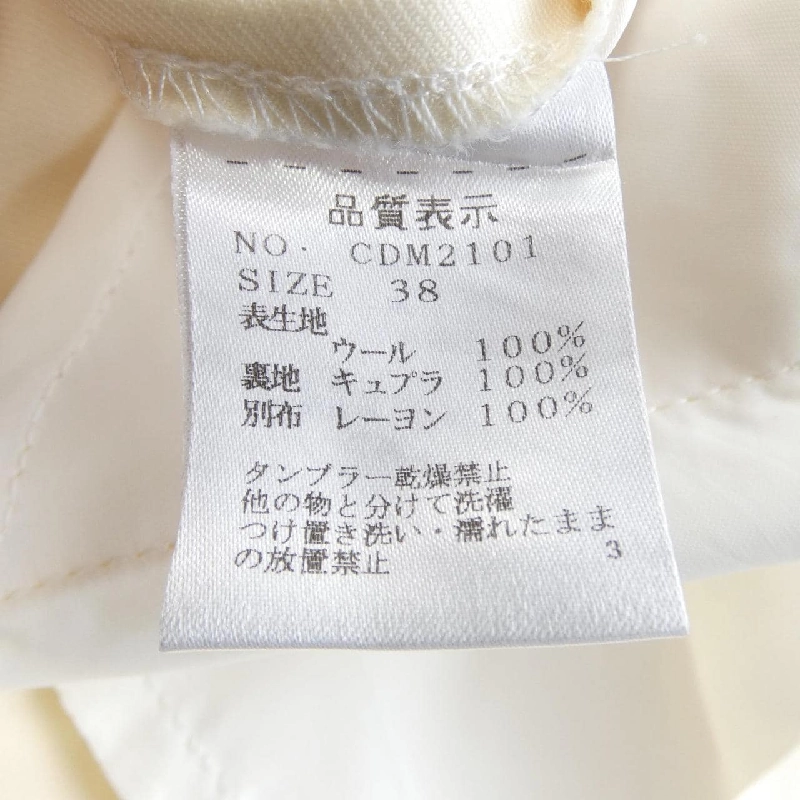 品質表示
NO. CDM2101
SIZE 38
表生地
ウール 100%
裏地 キュプラ 100%
別布 レーヨン 100%
タンブラー乾燥禁止
他の物と分けて洗濯
つけ置き洗い・濡れたまま
の放置禁止 3